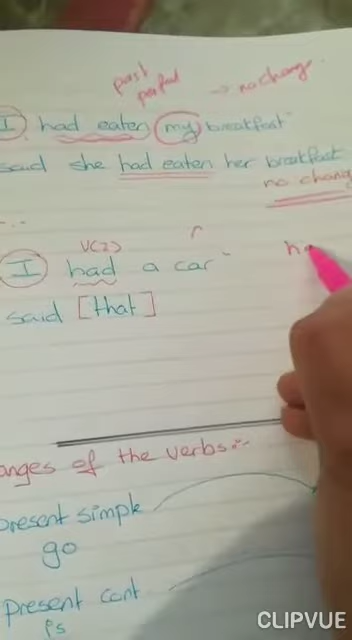 past
perfect → no change.
I had eaten my breakfast"
said she had eaten her breakfast
no change
V(2)
I had a car"
said [that]
anges of the verbs:-
present simple
go
present cont
is
CLIPVUE